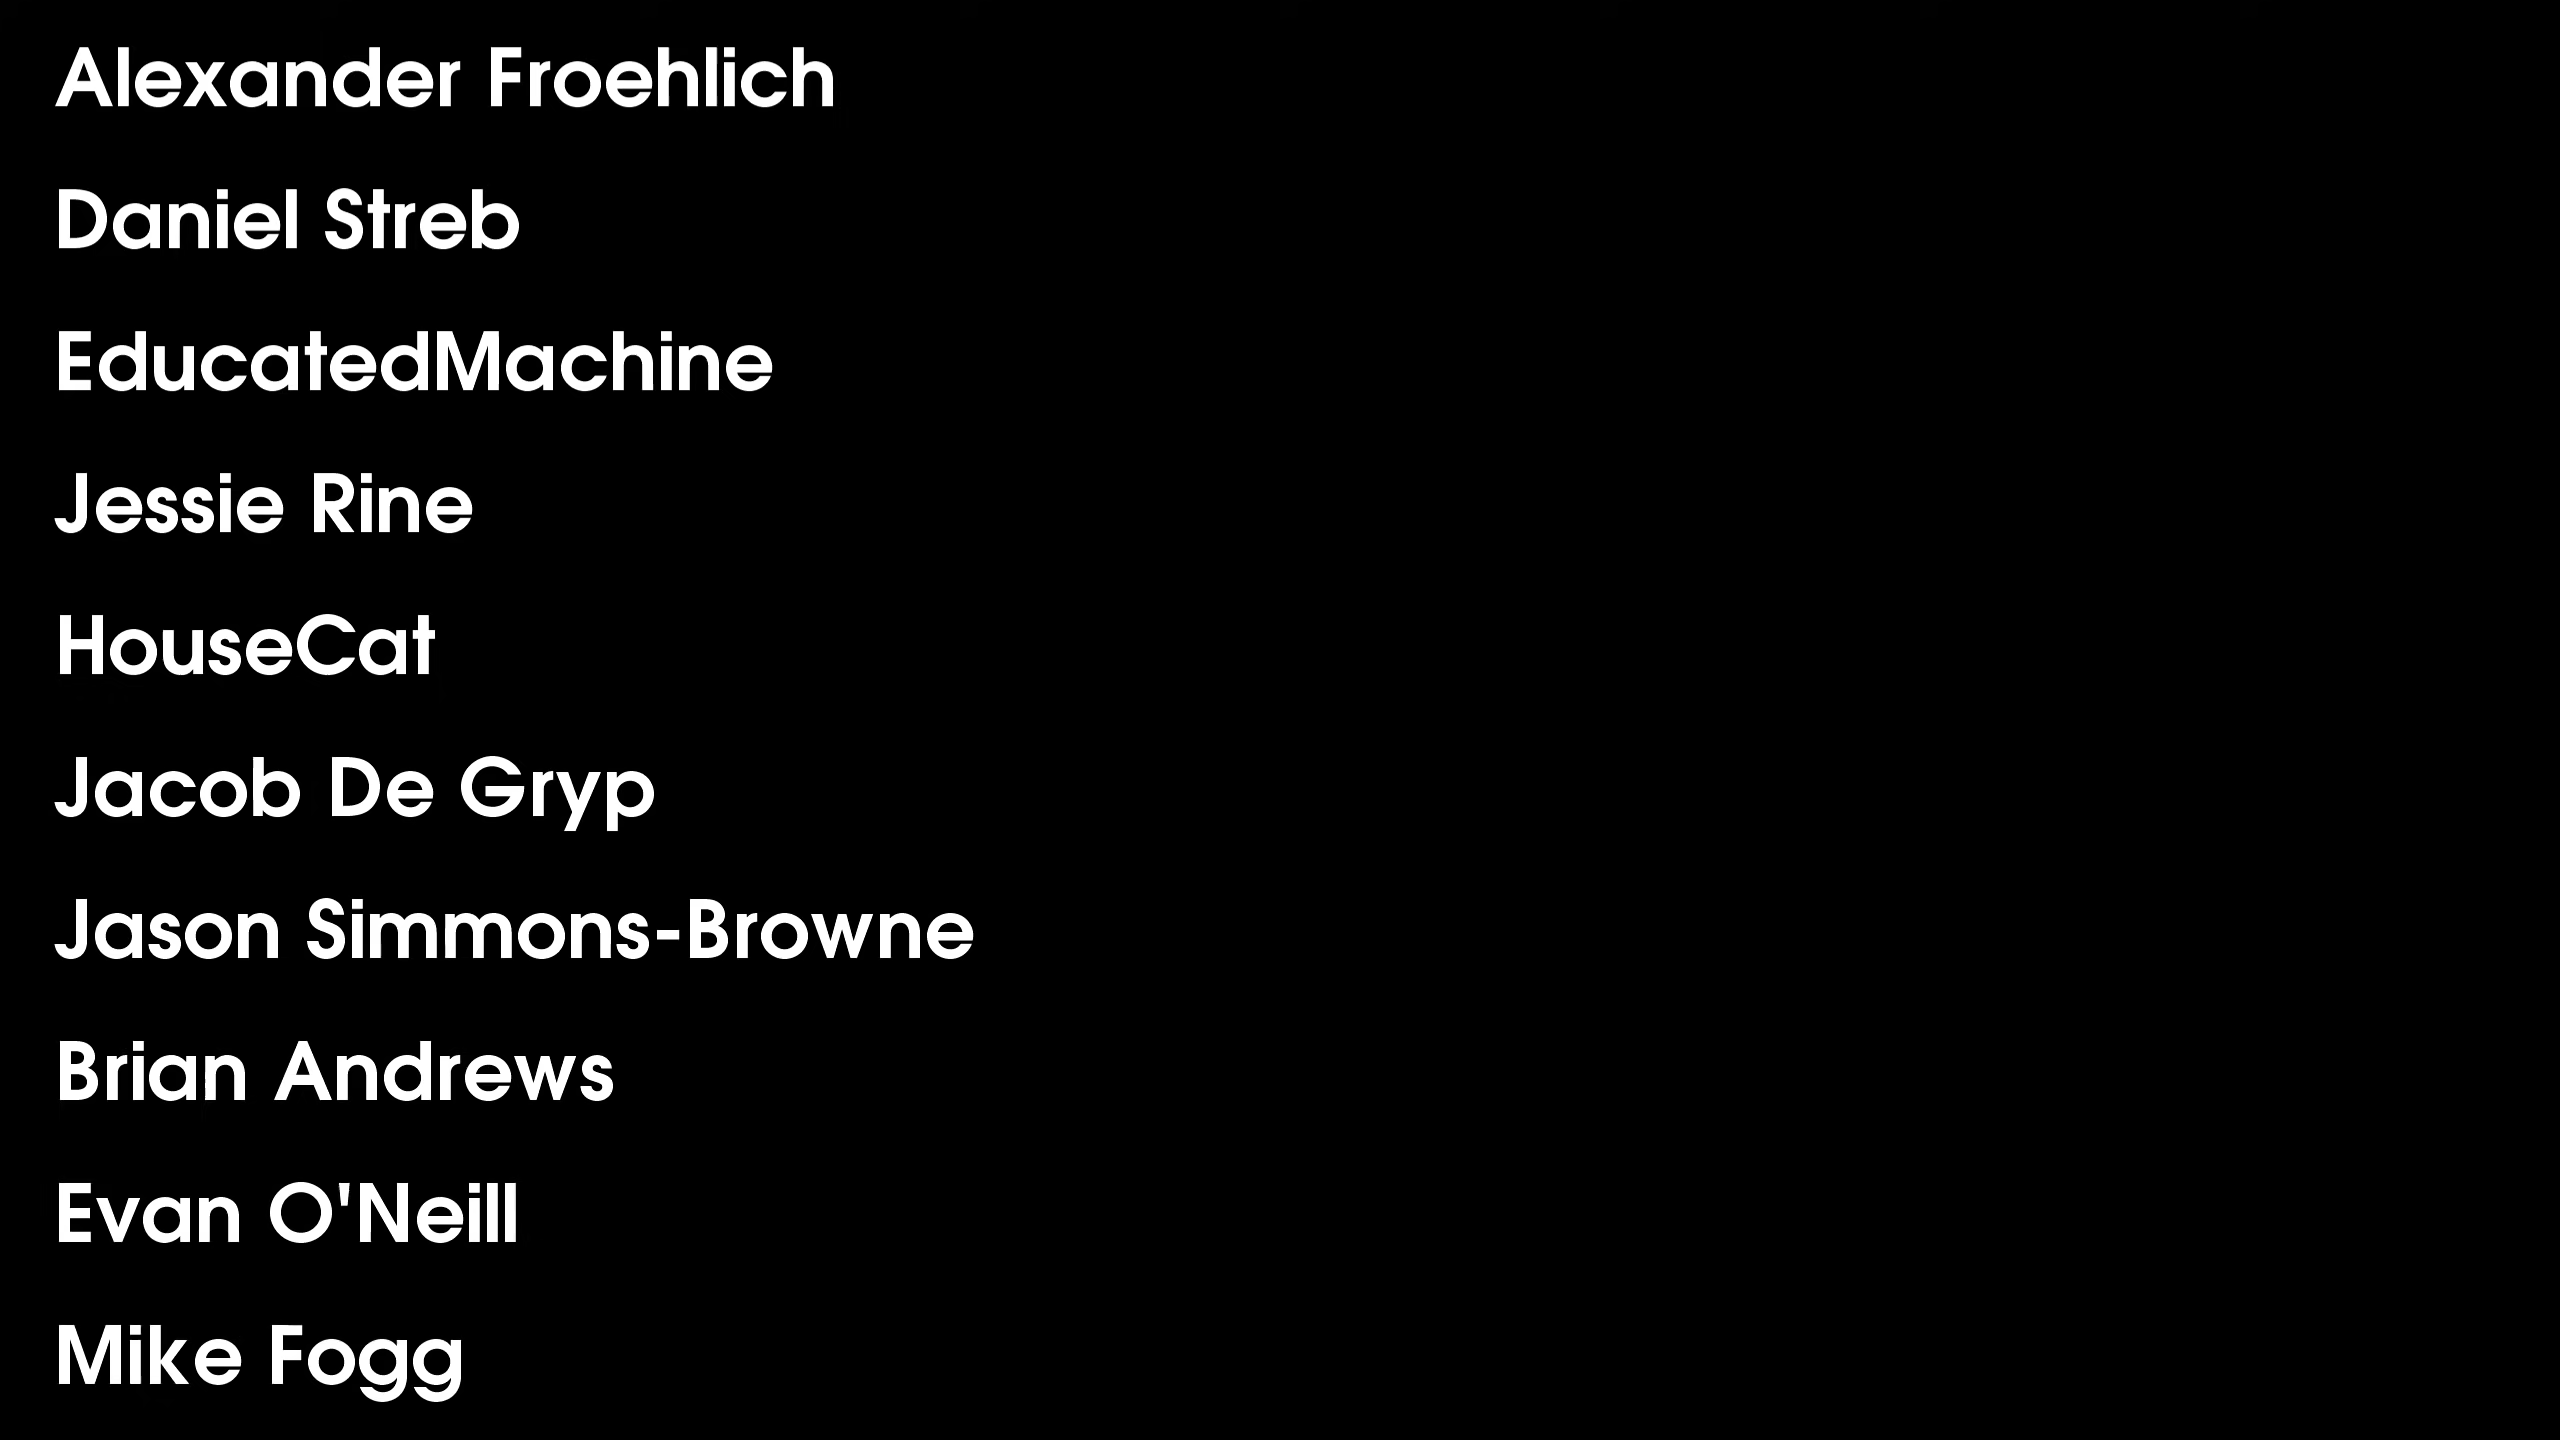 Alexander Froehlich
Daniel Streb
EducatedMachine
Jessie Rine
HouseCat
Jacob De Gryp
Jason Simmons-Browne
Brian Andrews
Evan O'Neill
Mike Fogg